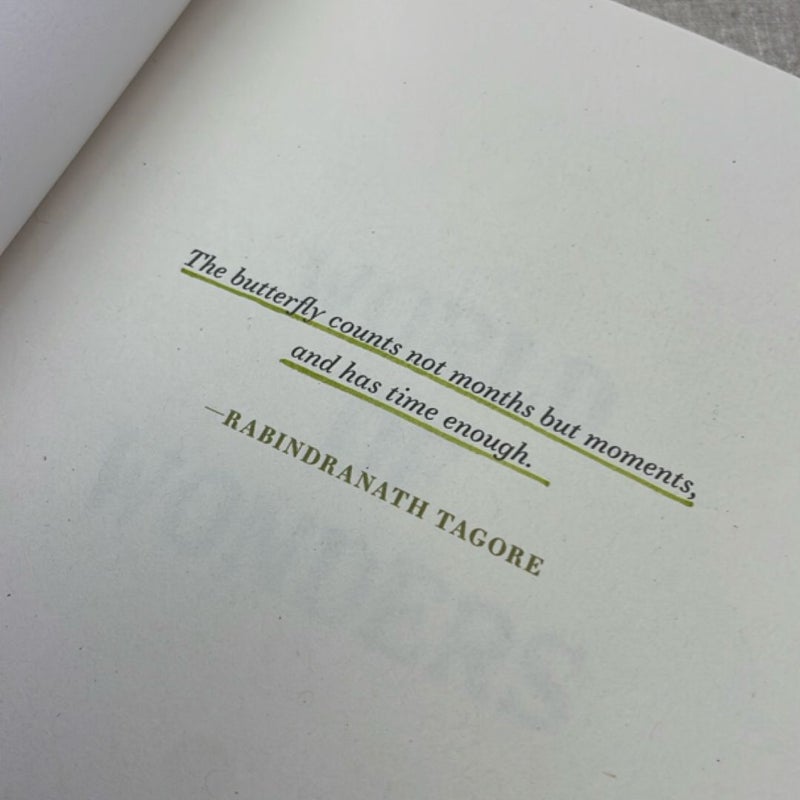 The butterfly counts not months but moments,
and has time enough.
—RABINDRANATH TAGORE